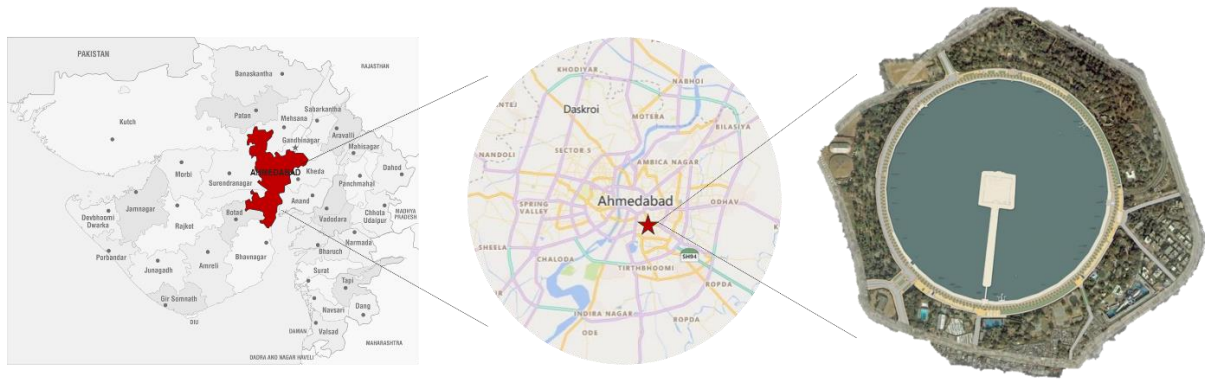 PAKISTAN
RAJASTHAN
Banaskantha
Patan
Sabarkantha
Mehsana
Aravalli
Kutch
Gandhinagar
Mahisagar
AHMEDABAD
Kheda
Dahod
Morbi
Surendranagar
Panchmahal
Anand
Jamnagar
Botad
Vadodara
Chhota
Udaipur
MADHYA
PRADESH
Devbhoomi
Dwarka
Rajkot
Narmada
Porbandar
Amreli
Bhavnagar
Bharuch
Junagadh
Surat
Tapi
Gir Somnath
Navsari
Dang
DIU
DAMAN
Valsad
MAHARASHTRA
DADRA AND NAGAR HAVELI
KHODIYAR
NABHOI
NTEJ
Daskroi
MOTERA
BILASIYA
NANDOLI
SECTOR 5
AMBICA NAGAR
SPRING
VALLEY
Ahmedabad
ODHAV
SHEELA
CHALODA
SH94
TIRTHBHOOMI
ROPDA
INDIRA NAGAR
ROPDA
ODE